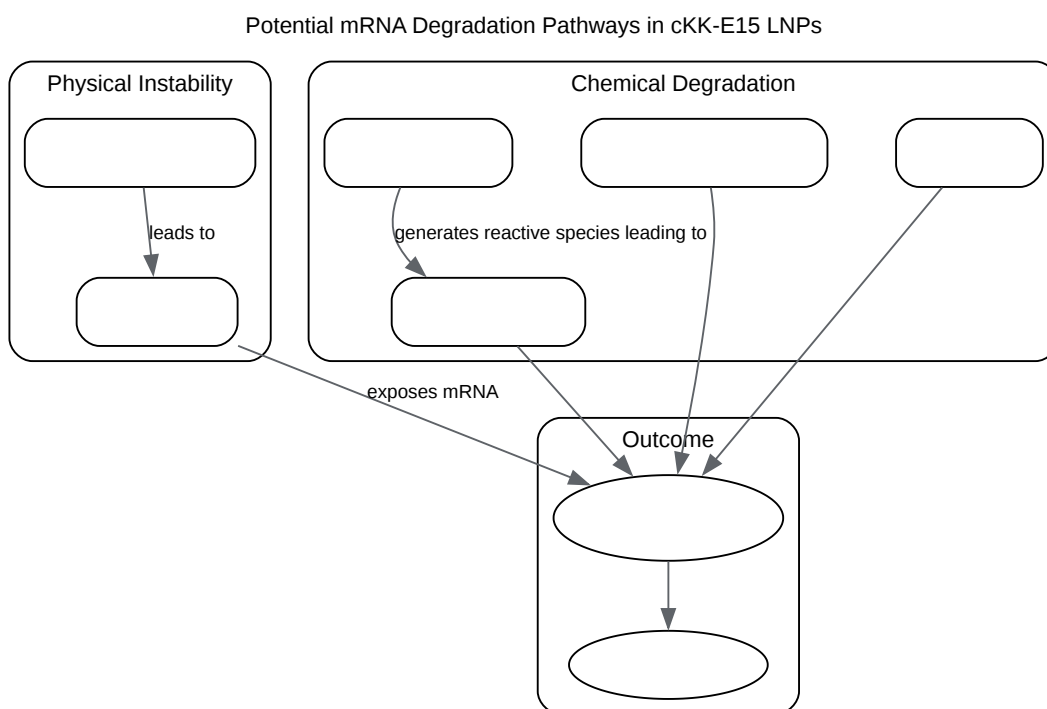 Potential mRNA Degradation Pathways in cKK-E15 LNPs
Physical Instability
Chemical Degradation
leads to
generates reactive species leading to
exposes mRNA
Outcome